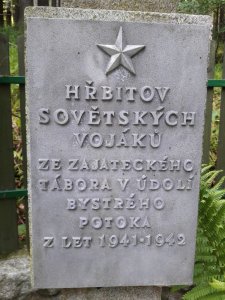 HŘBITOV
SOVĚTSKÝCH
VOJÁKŮ
ZE ZAJATECKÉHO
TÁBORA V ÚDOLÍ
BYSTRÉHO
POTOKA
Z LET 1941-1942